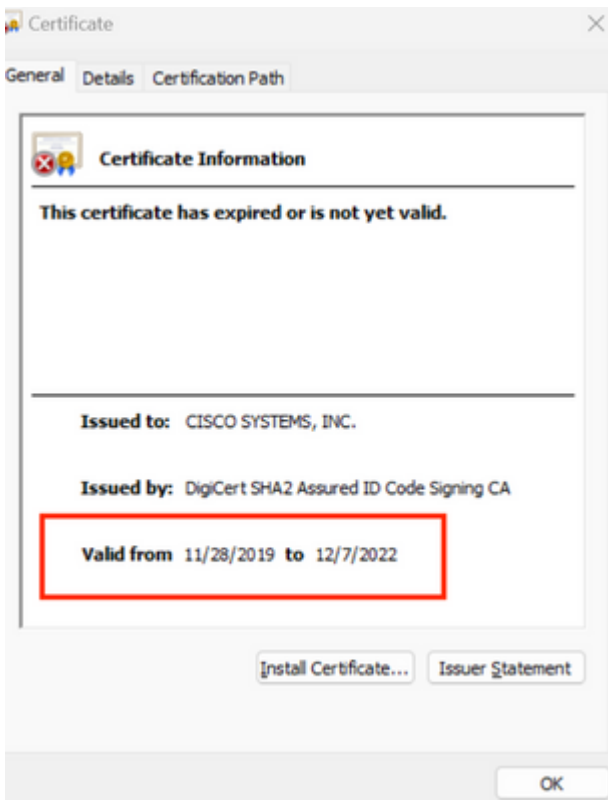 Certificate
General Details Certification Path
Certificate Information
This certificate has expired or is not yet valid.
Issued to: CISCO SYSTEMS, INC.
Issued by: DigiCert SHA2 Assured ID Code Signing CA
Valid from 11/28/2019 to 12/7/2022
Install Certificate... Issuer Statement
OK